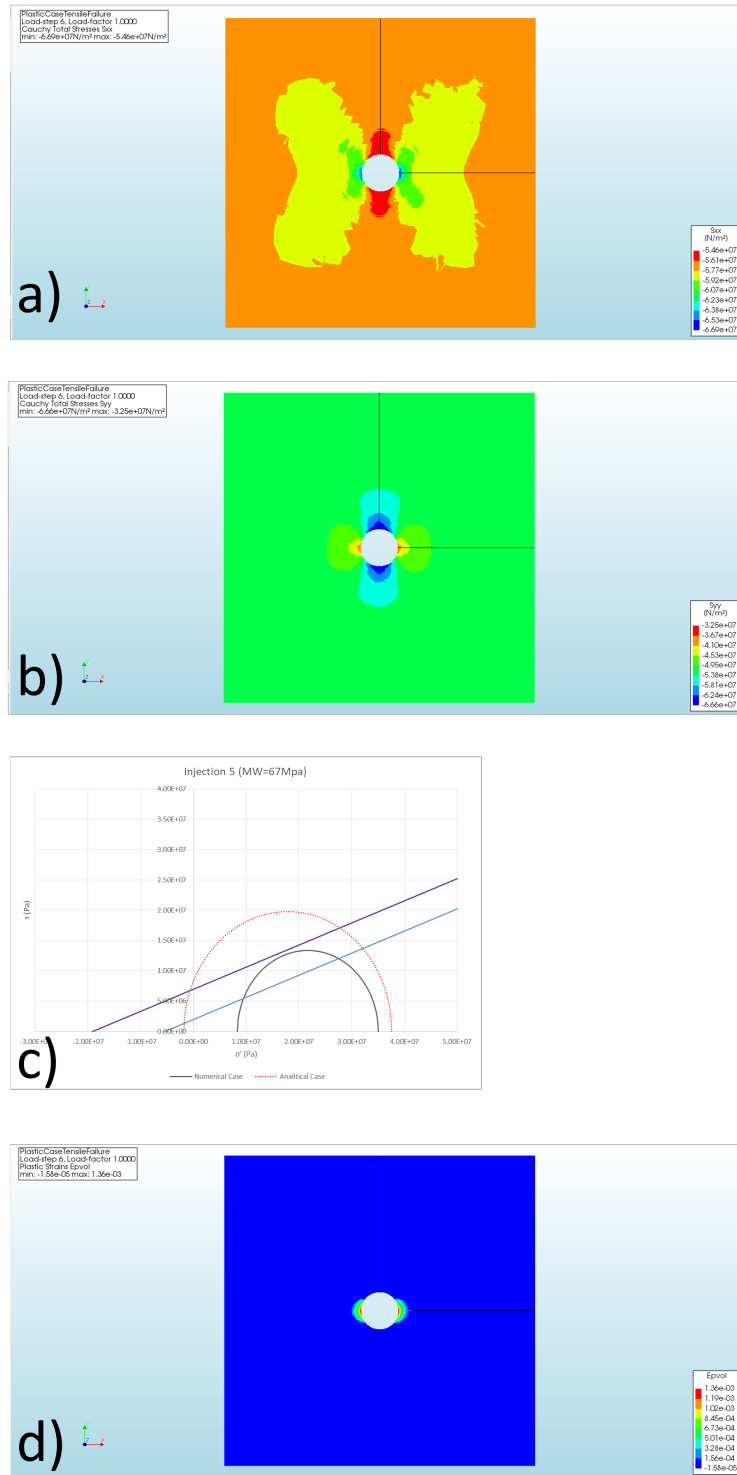 PlasticCaseTensileFailure
Load-step 6, Load-factor 1.0000
Cauchy Total Stresses Sxx
min: -6.69e+07N/m² max: -5.46e+07N/m²
Sxx
(N/m²)
-5.46e+07
-5.61e+07
-5.77e+07
-5.92e+07
-6.07e+07
-6.23e+07
-6.38e+07
-6.53e+07
-6.69e+07
a)
Y
Z X
PlasticCaseTensileFailure
Load-step 6, Load-factor 1.0000
Cauchy Total Stresses Syy
min: -6.66e+07N/m² max: -3.25e+07N/m²
Syy
(N/m²)
-3.25e+07
-3.67e+07
-4.10e+07
-4.53e+07
-4.95e+07
-5.38e+07
-5.81e+07
-6.24e+07
-6.66e+07
b)
Y
Z X
Injection 5 (MW=67Mpa)
4.00E+07
3.50E+07
3.00E+07
2.50E+07
2.00E+07
1.50E+07
1.00E+07
5.00E+06
0.00E+00
τ (Pa)
-3.00E+07 -2.00E+07 -1.00E+07 0.00E+00 1.00E+07 2.00E+07 3.00E+07 4.00E+07 5.00E+07
σ' (Pa)
Numerical Case Analitical Case
c)
PlasticCaseTensileFailure
Load-step 6, Load-factor 1.0000
Plastic Strains Epvol
min: -1.58e-05 max: 1.36e-03
Epvol
1.36e-03
1.19e-03
1.02e-03
8.45e-04
6.73e-04
5.01e-04
3.28e-04
1.56e-04
-1.58e-05
d)
Y
Z X